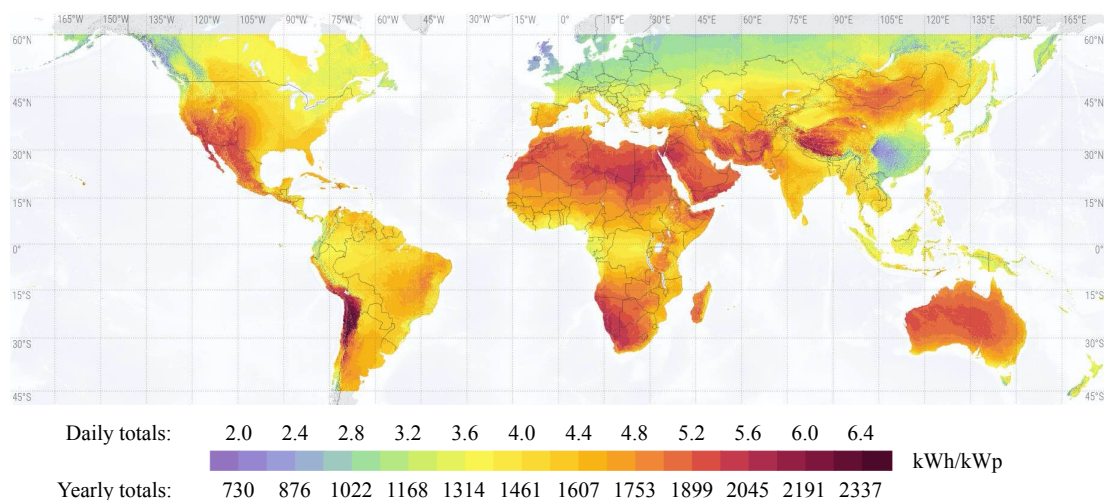 165°W 150°W 135°W 120°W 105°W 90°W 75°W 60°W 45°W 30°W 15°W 0° 15°E 30°E 45°E 60°E 75°E 90°E 105°E 120°E 135°E 150°E 165°E
60°N 60°N
45°N 45°N
30°N 30°N
15°N 15°N
0° 0°
15°S 15°S
30°S 30°S
45°S 45°S
Daily totals: 2.0 2.4 2.8 3.2 3.6 4.0 4.4 4.8 5.2 5.6 6.0 6.4
kWh/kWp
Yearly totals: 730 876 1022 1168 1314 1461 1607 1753 1899 2045 2191 2337